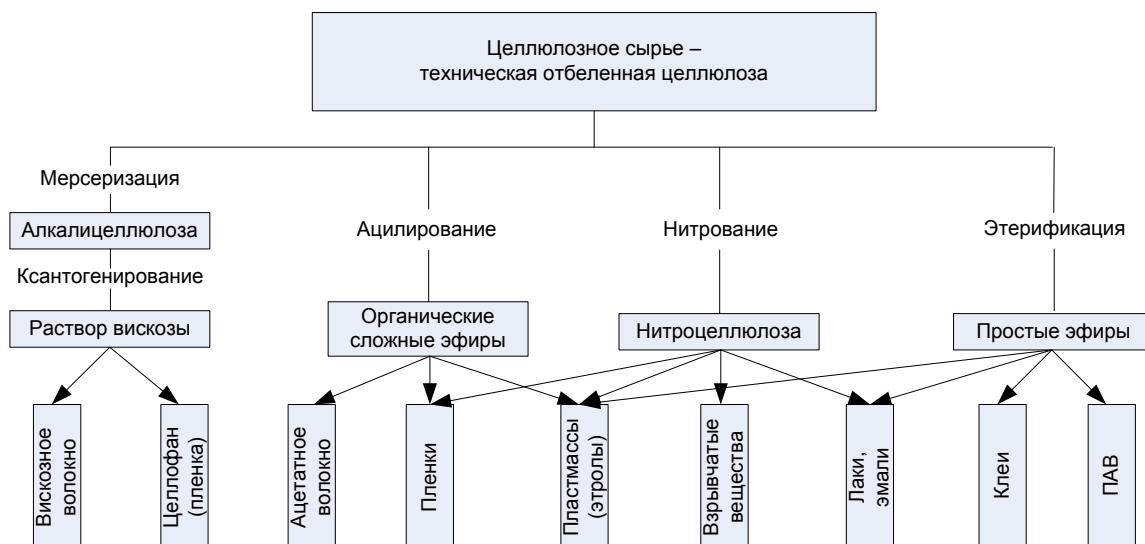 Целлюлозное сырье –
техническая отбеленная целлюлоза
Мерсеризация
Алкалицеллюлоза
Ацилирование
Нитрование
Этерификация
Ксантогенирование
Раствор вискозы
Органические
сложные эфиры
Нитроцеллюлоза
Простые эфиры
Вискозное
волокно
Целлофан
(пленка)
Ацетатное
волокно
Пленки
Пластмассы
(этролы)
Взрывчатые
вещества
Лаки,
эмали
Клеи
ПАВ